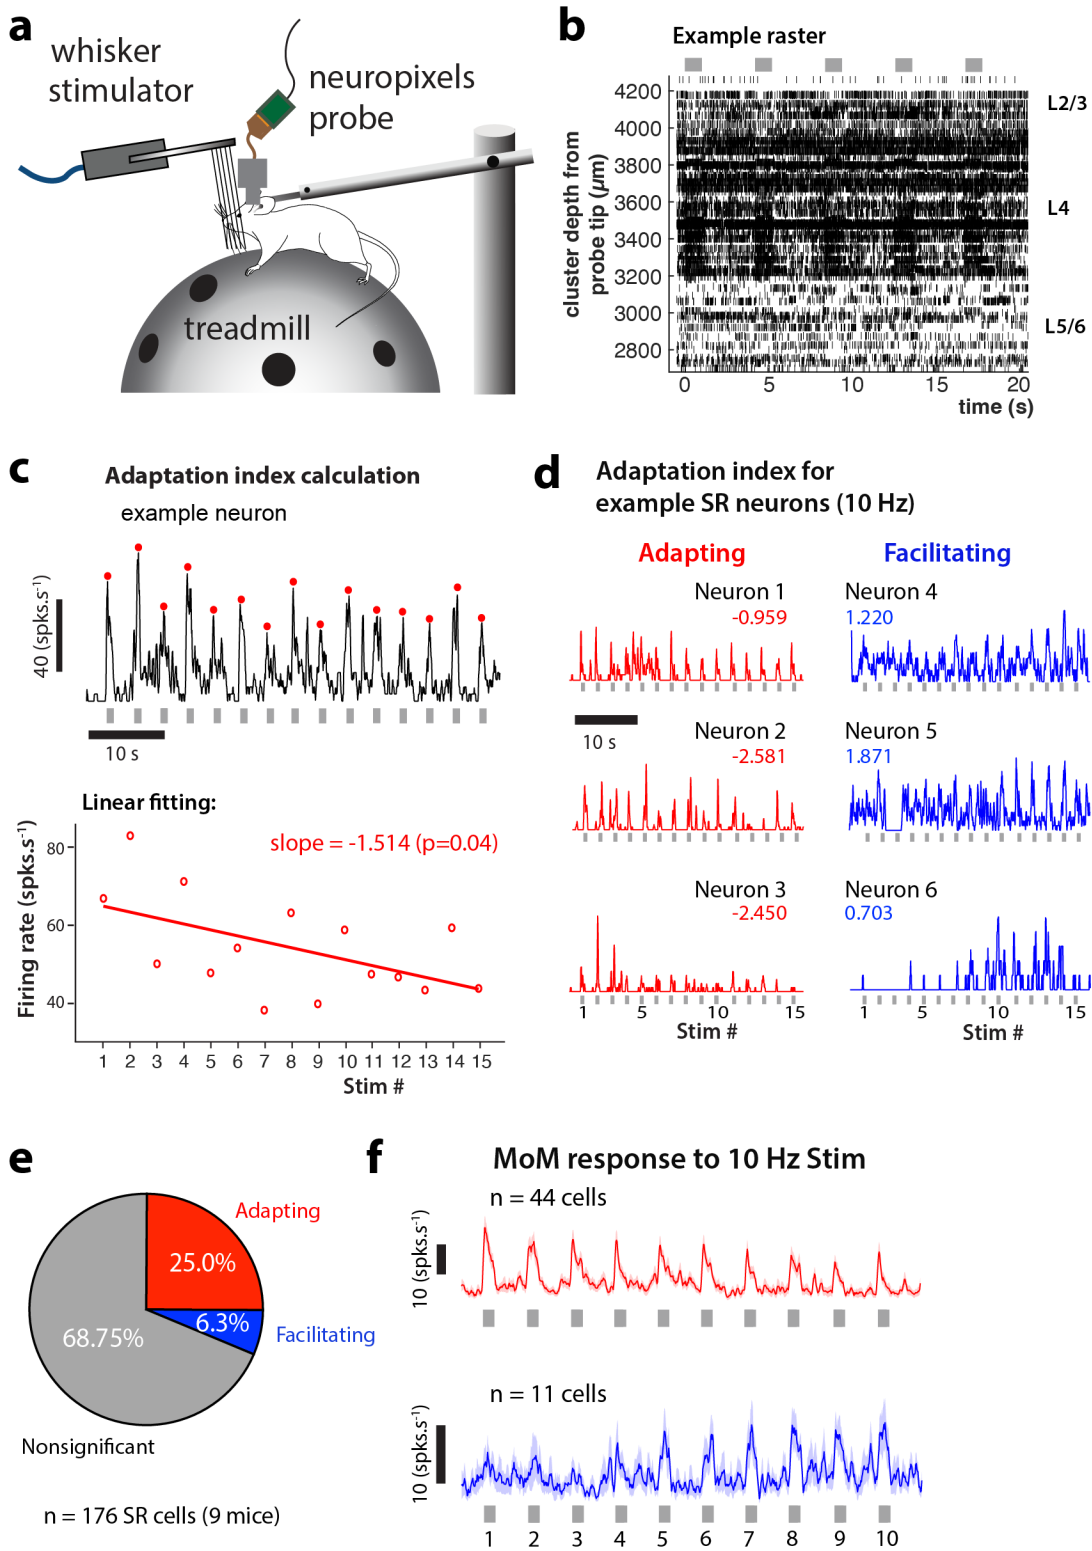 a
whisker
stimulator
neuropixels
probe
treadmill
b
Example raster
cluster depth from
probe tip (µm)
4200
4000
3800
3600
3400
3200
3000
2800
L2/3
L4
L5/6
0 5 10 15 20
time (s)
c
Adaptation index calculation
example neuron
40 (spks.s⁻¹)
10 s
Linear fitting:
slope = -1.514 (p=0.04)
Firing rate (spks.s⁻¹)
80
60
40
1 2 3 4 5 6 7 8 9 10 11 12 13 14 15
Stim #
d
Adaptation index for
example SR neurons (10 Hz)
Adapting
Facilitating
Neuron 1
-0.959
Neuron 4
1.220
10 s
Neuron 2
-2.581
Neuron 5
1.871
Neuron 3
-2.450
Neuron 6
0.703
1 5 10 15
Stim #
1 5 10 15
Stim #
e
Adapting
25.0%
6.3%
Facilitating
68.75%
Nonsignificant
n = 176 SR cells (9 mice)
f
MoM response to 10 Hz Stim
n = 44 cells
10 (spks.s⁻¹)
n = 11 cells
10 (spks.s⁻¹)
1 2 3 4 5 6 7 8 9 10